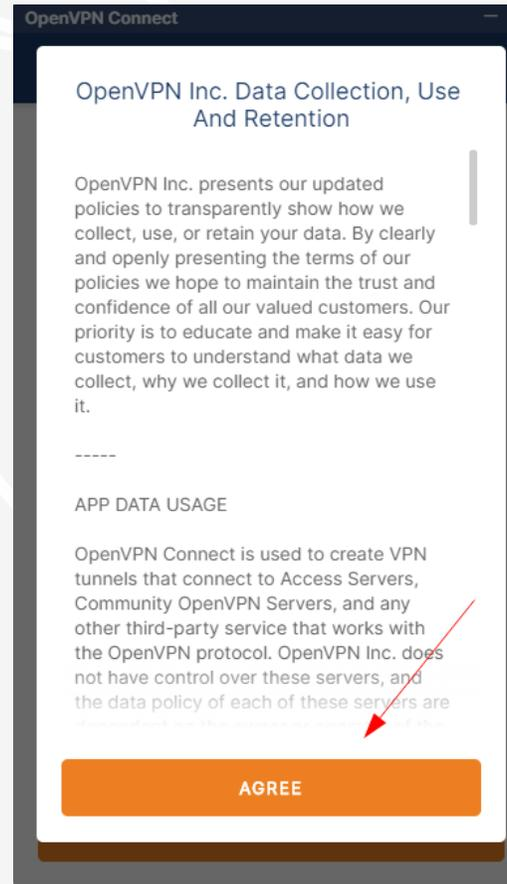 OpenVPN Connect
OpenVPN Inc. Data Collection, Use
And Retention
OpenVPN Inc. presents our updated
policies to transparently show how we
collect, use, or retain your data. By clearly
and openly presenting the terms of our
policies we hope to maintain the trust and
confidence of all our valued customers. Our
priority is to educate and make it easy for
customers to understand what data we
collect, why we collect it, and how we use
it.
-----
APP DATA USAGE
OpenVPN Connect is used to create VPN
tunnels that connect to Access Servers,
Community OpenVPN Servers, and any
other third-party service that works with
the OpenVPN protocol. OpenVPN Inc. does
not have control over these servers, and
the data policy of each of these servers are
AGREE